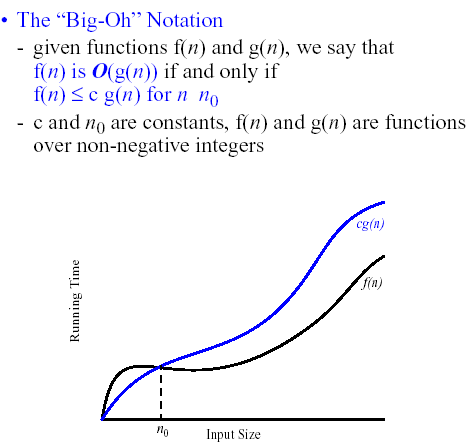 • The “Big-Oh” Notation
- given functions f(n) and g(n), we say that
f(n) is O(g(n)) if and only if
f(n) ≤ c g(n) for n  n₀
- c and n₀ are constants, f(n) and g(n) are functions
over non-negative integers
cg(n)
f(n)
Running Time
n₀
Input Size